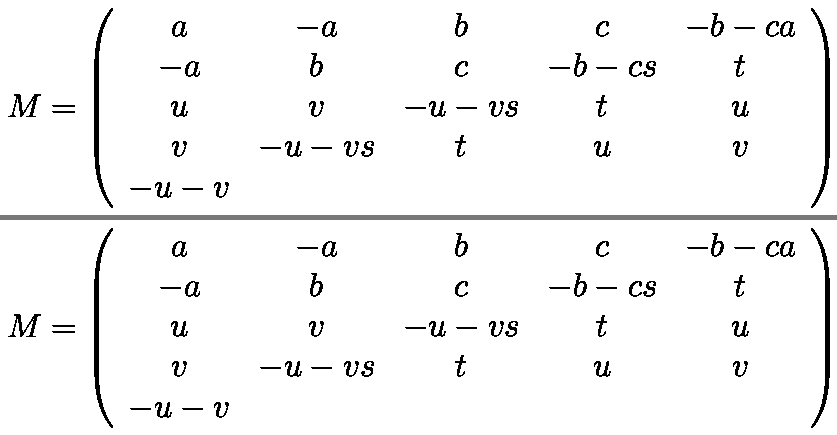 a -a b c -b - ca
-a b c -b - cs t
M = u v -u - vs t u
v -u - vs t u v
-u - v
a -a b c -b - ca
-a b c -b - cs t
M = u v -u - vs t u
v -u - vs t u v
-u - v